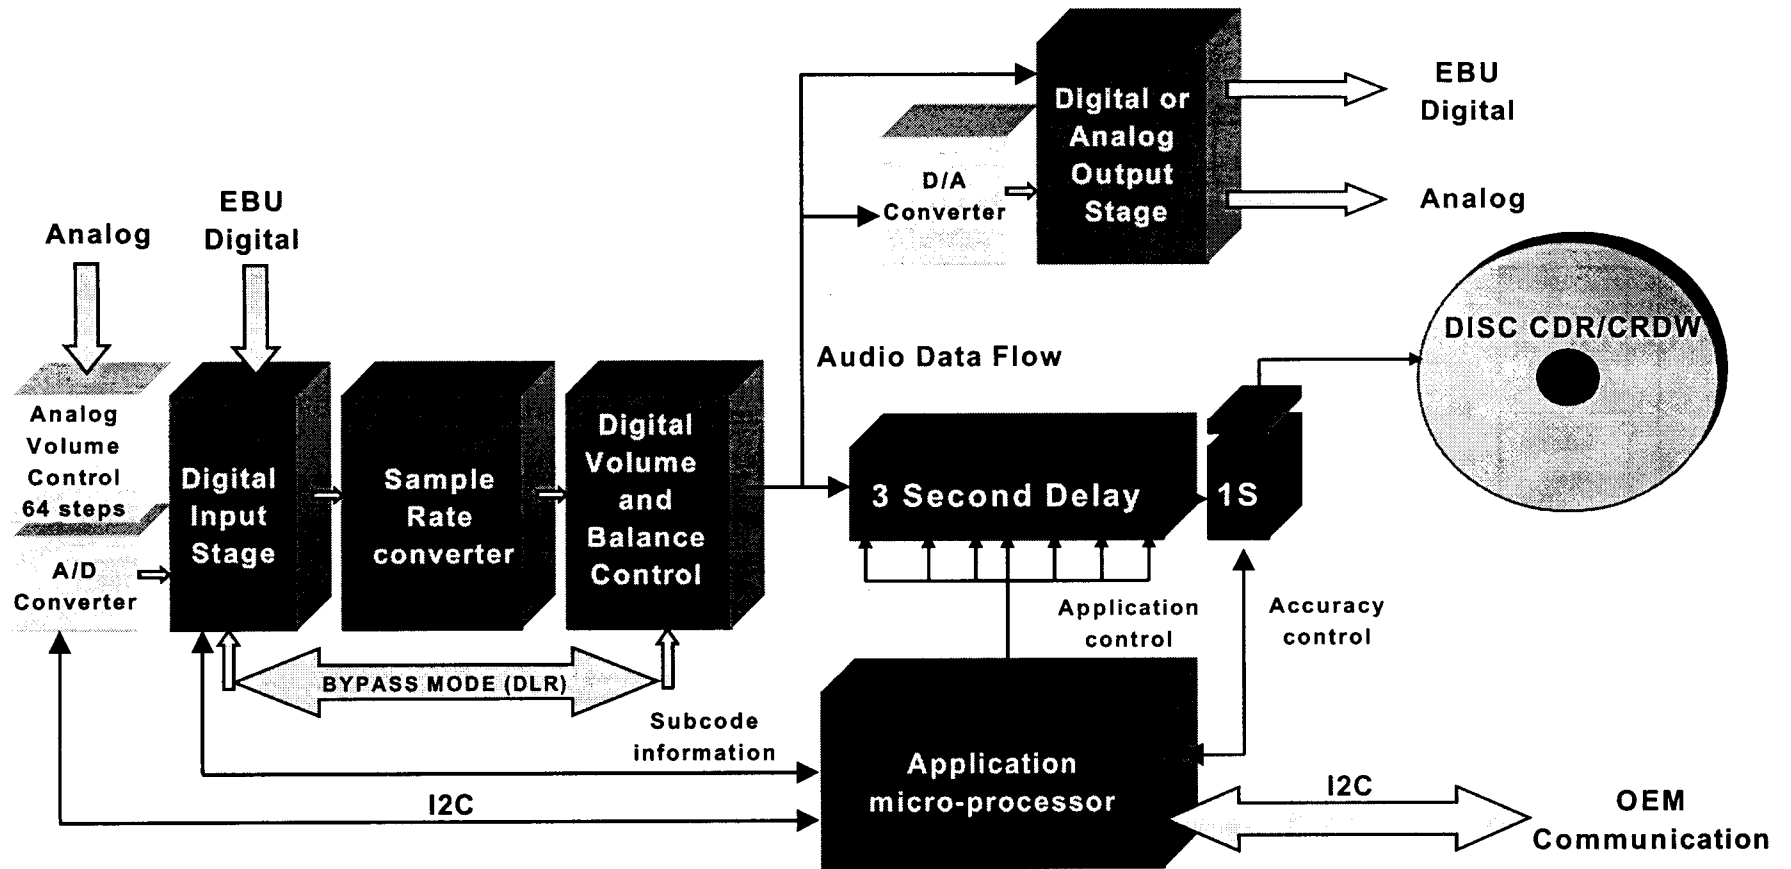 EBU
Digital
Digital or
Analog
Output
Stage
D/A
Converter
Analog
EBU
Digital
Analog
DISC CDR/CRDW
Audio Data Flow
Analog
Volume
Control
64 steps
A/D
Converter
Digital
Input
Stage
Sample
Rate
converter
Digital
Volume
and
Balance
Control
3 Second Delay
1S
Application
control
Accuracy
control
BYPASS MODE (DLR)
Subcode
information
I2C
Application
micro-processor
I2C
OEM
Communication